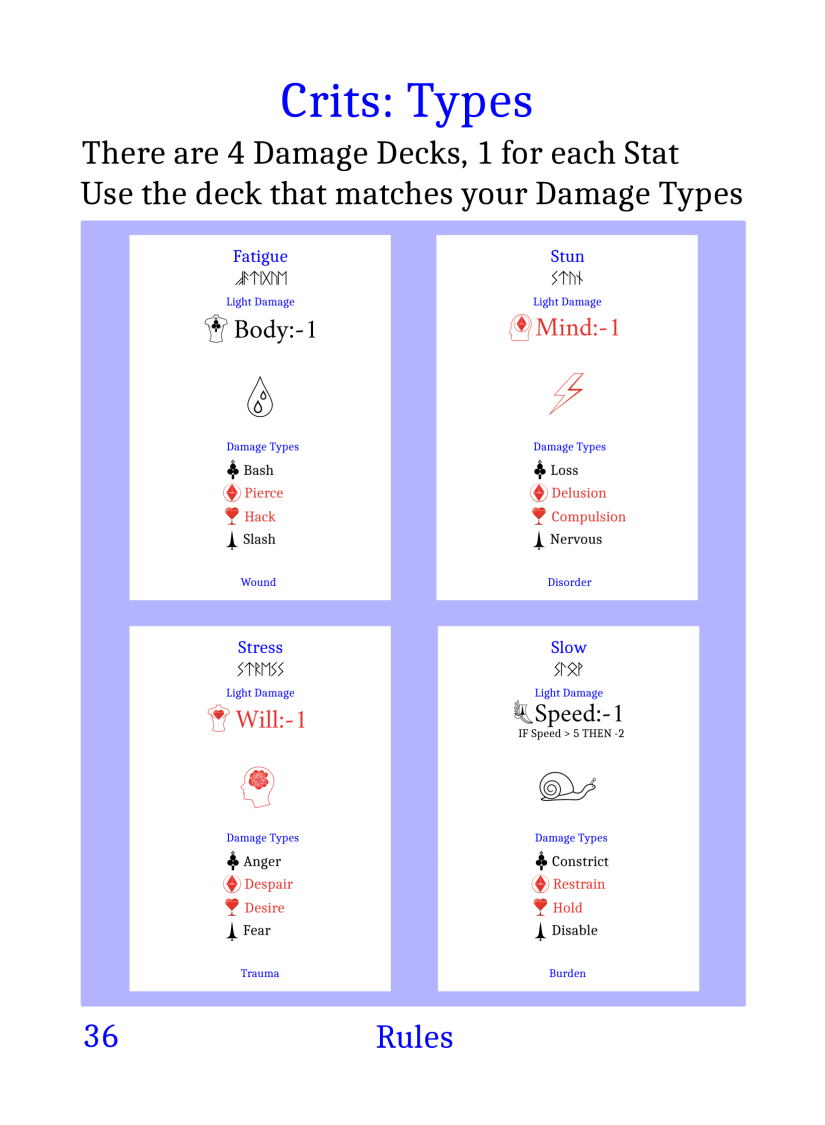 Crits: Types
There are 4 Damage Decks, 1 for each Stat
Use the deck that matches your Damage Types
Fatigue
ᚠᚨᛏᛁᚷᚢᛖ
Light Damage
Body:-1
Damage Types
Bash
Pierce
Hack
Slash
Wound
Stun
ᛊᛏᚢᚾ
Light Damage
Mind:-1
Damage Types
Loss
Delusion
Compulsion
Nervous
Disorder
Stress
ᛊᛏᚱᛖᛊᛊ
Light Damage
Will:-1
Damage Types
Anger
Despair
Desire
Fear
Trauma
Slow
ᛊᛚᛟᚹ
Light Damage
Speed:-1
IF Speed > 5 THEN -2
Damage Types
Constrict
Restrain
Hold
Disable
Burden
36
Rules